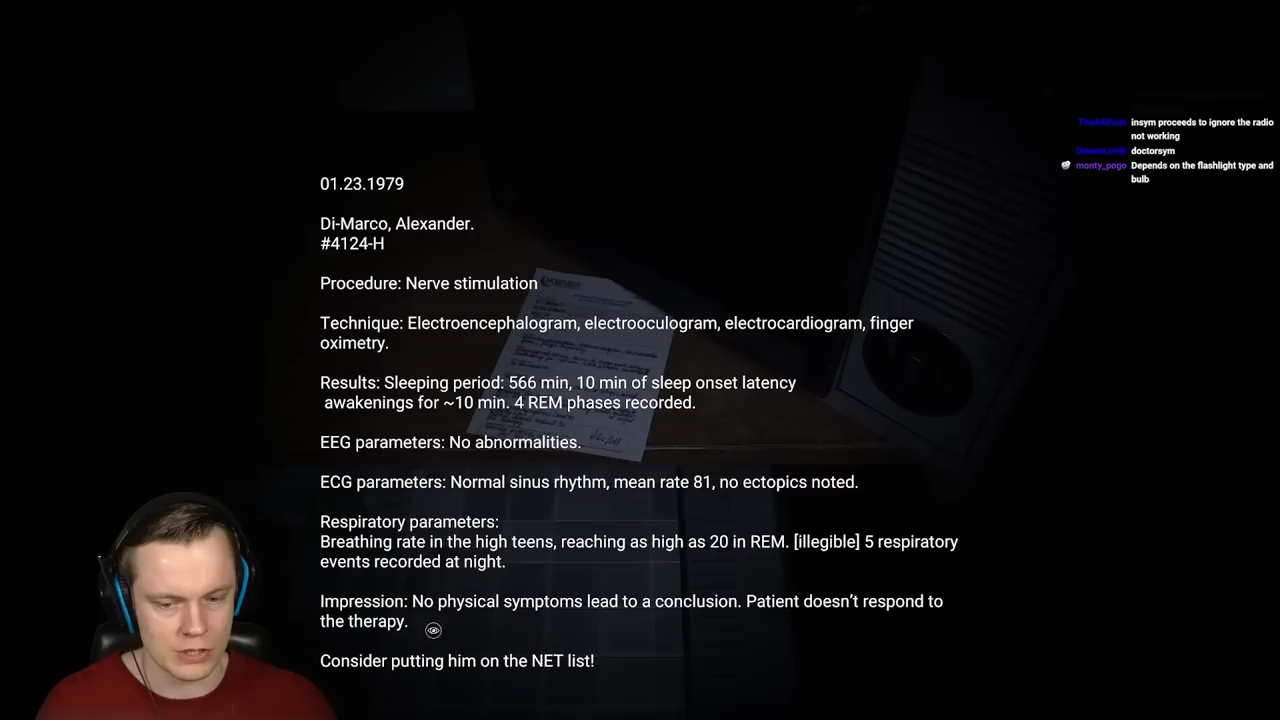 01.23.1979
Di-Marco, Alexander.
#4124-H
Procedure: Nerve stimulation
Technique: Electroencephalogram, electrooculogram, electrocardiogram, finger
oximetry.
Results: Sleeping period: 566 min, 10 min of sleep onset latency
awakenings for ~10 min. 4 REM phases recorded.
EEG parameters: No abnormalities.
ECG parameters: Normal sinus rhythm, mean rate 81, no ectopics noted.
Respiratory parameters:
Breathing rate in the high teens, reaching as high as 20 in REM. [illegible] 5 respiratory
events recorded at night.
Impression: No physical symptoms lead to a conclusion. Patient doesn’t respond to
the therapy.
Consider putting him on the NET list!
insym proceeds to ignore the radio
not working
doctorsym
monty_pogo Depends on the flashlight type and
bulb